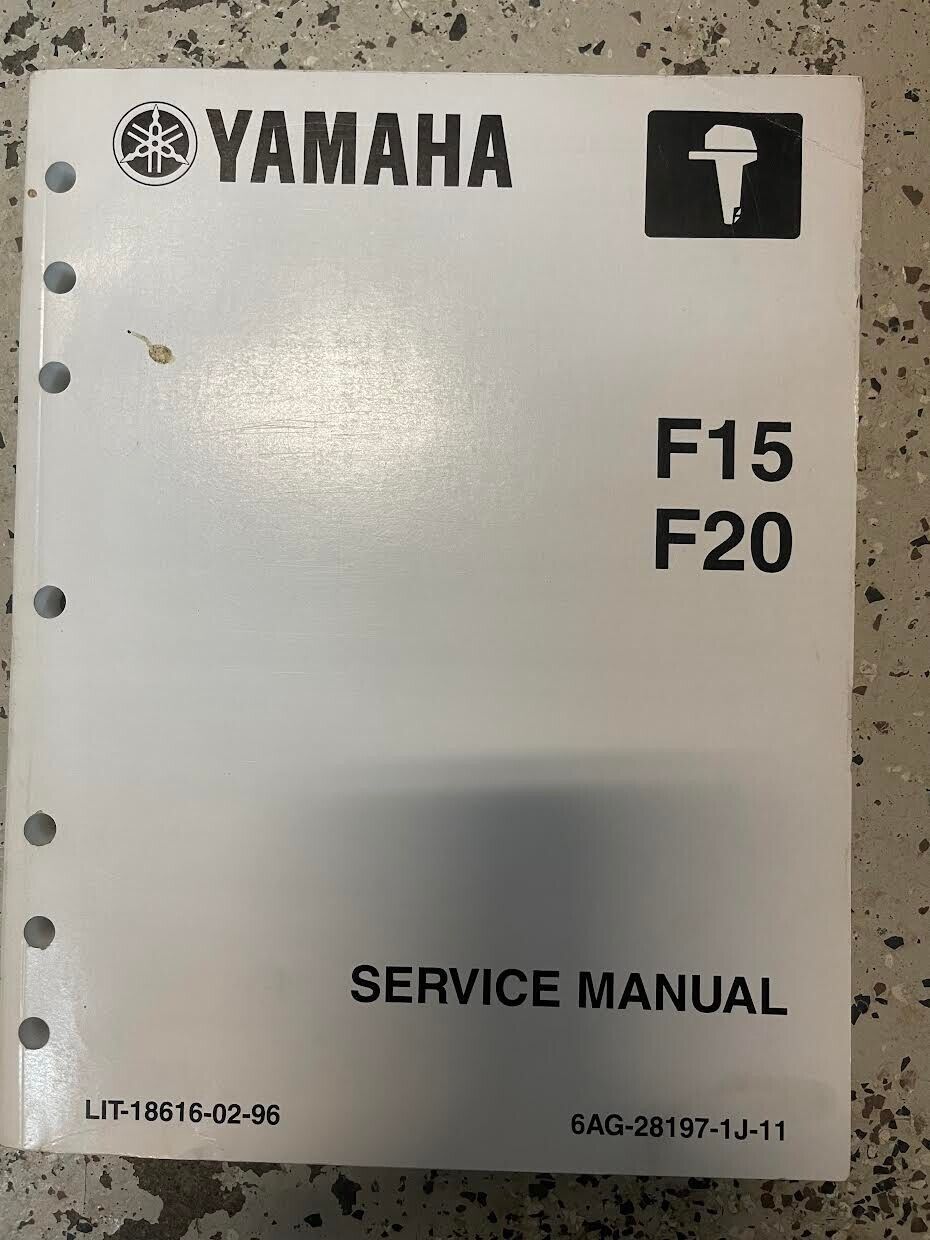 YAMAHA
F15
F20
SERVICE MANUAL
LIT-18616-02-96
6AG-28197-1J-11